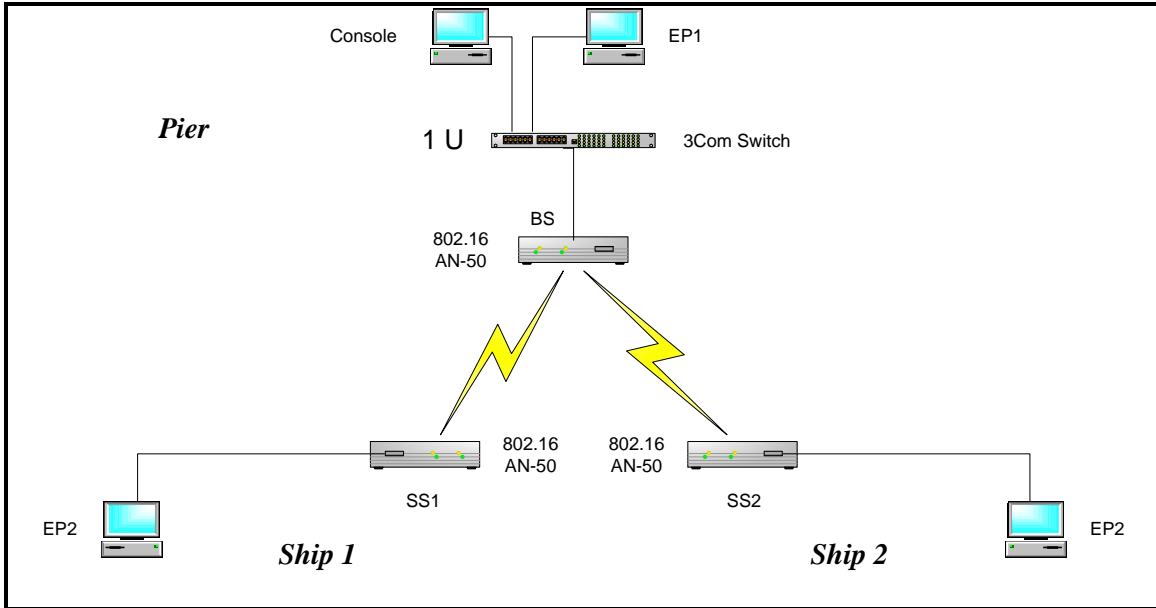 Console
EP1
Pier
1 U
3Com Switch
BS
802.16
AN-50
802.16
AN-50
802.16
AN-50
SS1
SS2
EP2
Ship 1
Ship 2
EP2